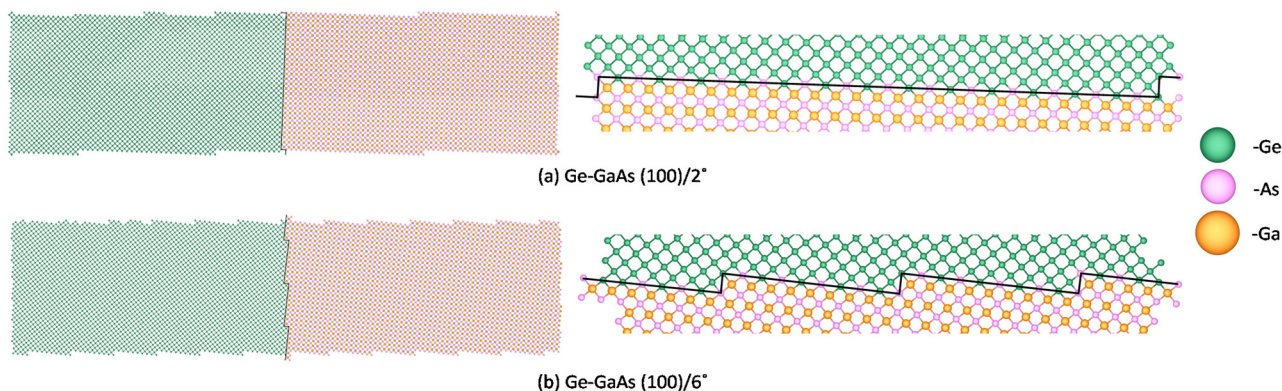 (a) Ge-GaAs (100)/2˚
-Ge
-As
-Ga
(b) Ge-GaAs (100)/6˚